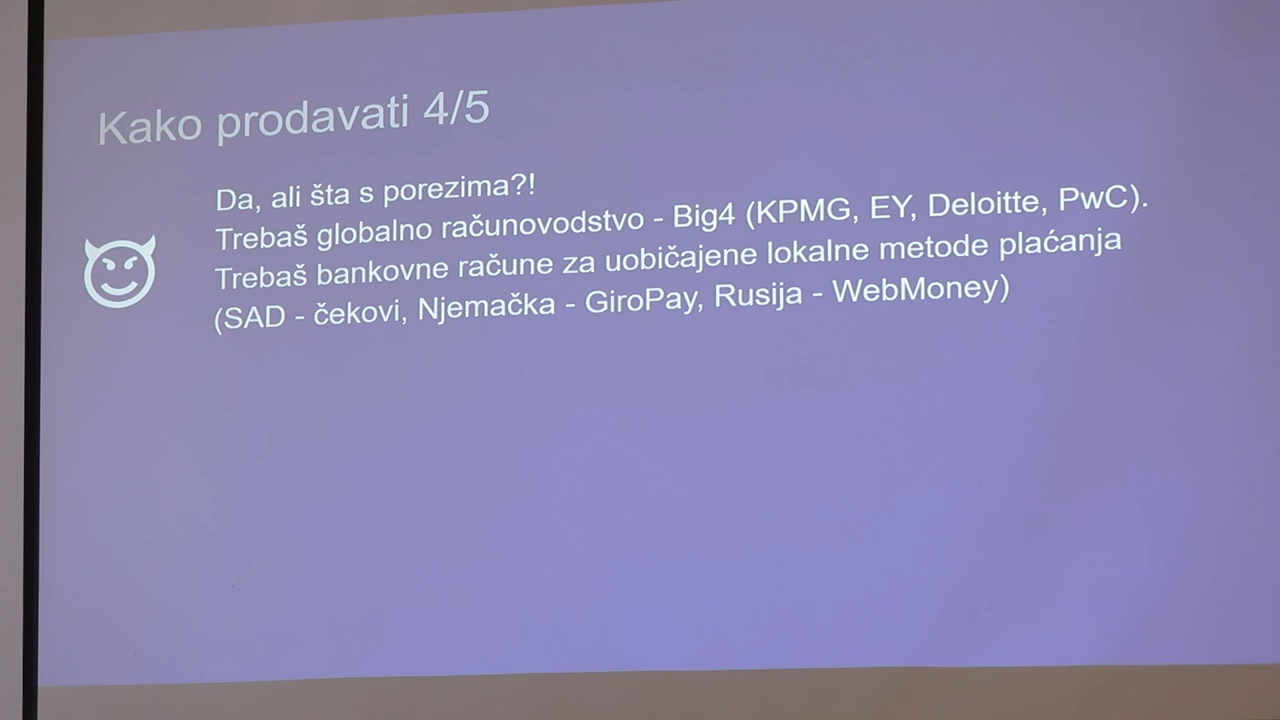 Kako prodavati 4/5
Da, ali šta s porezima?!
Trebaš globalno računovodstvo - Big4 (KPMG, EY, Deloitte, PwC).
Trebaš bankovne račune za uobičajene lokalne metode plaćanja
(SAD - čekovi, Njemačka - GiroPay, Rusija - WebMoney)